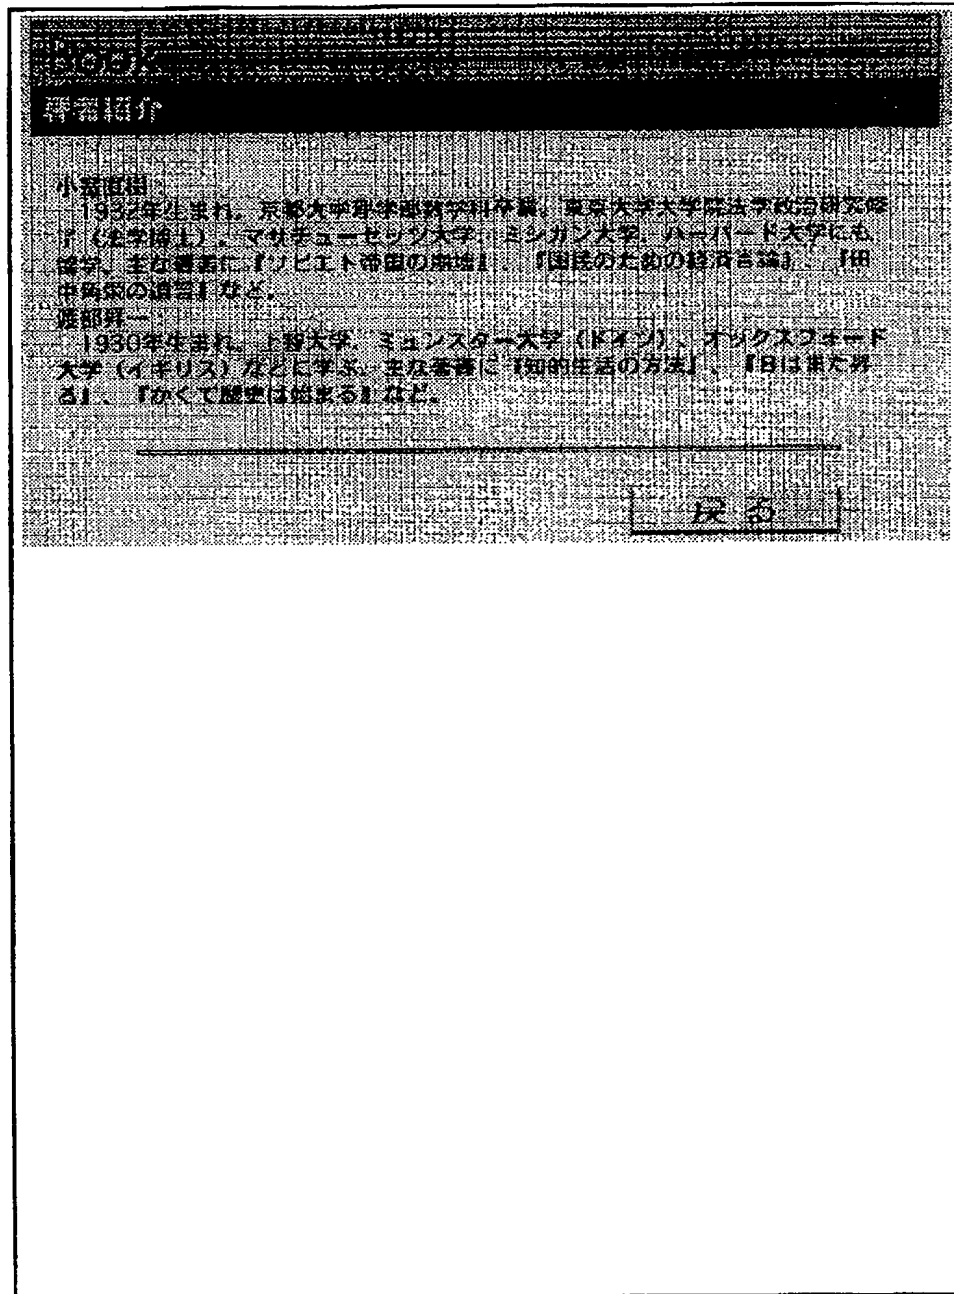 Book
著者紹介
小室直樹：
1932年生まれ。京都大学理学部数学科卒業。東京大学大学院法学政治研究修
了（法学博士）。マサチューセッツ大学、ミシガン大学、ハーバード大学にも
留学、主な著書に『ソビエト帝国の崩壊』、『国民のための経済言論』、『田
中角栄の遺言』など。
渡部昇一：
1930年生まれ。上智大学、ミュンスター大学（ドイツ）、オックスフォード
大学（イギリス）などに学ぶ。主な著書に『知的生活の方法』、『日はまた昇
る』、『かくて歴史は始まる』など。
戻る